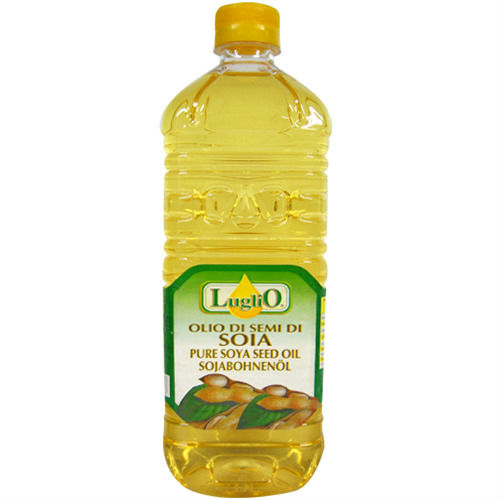 LugliO
OLIO DI SEMI DI
SOIA
PURE SOYA SEED OIL
SOJABOHNENÖL